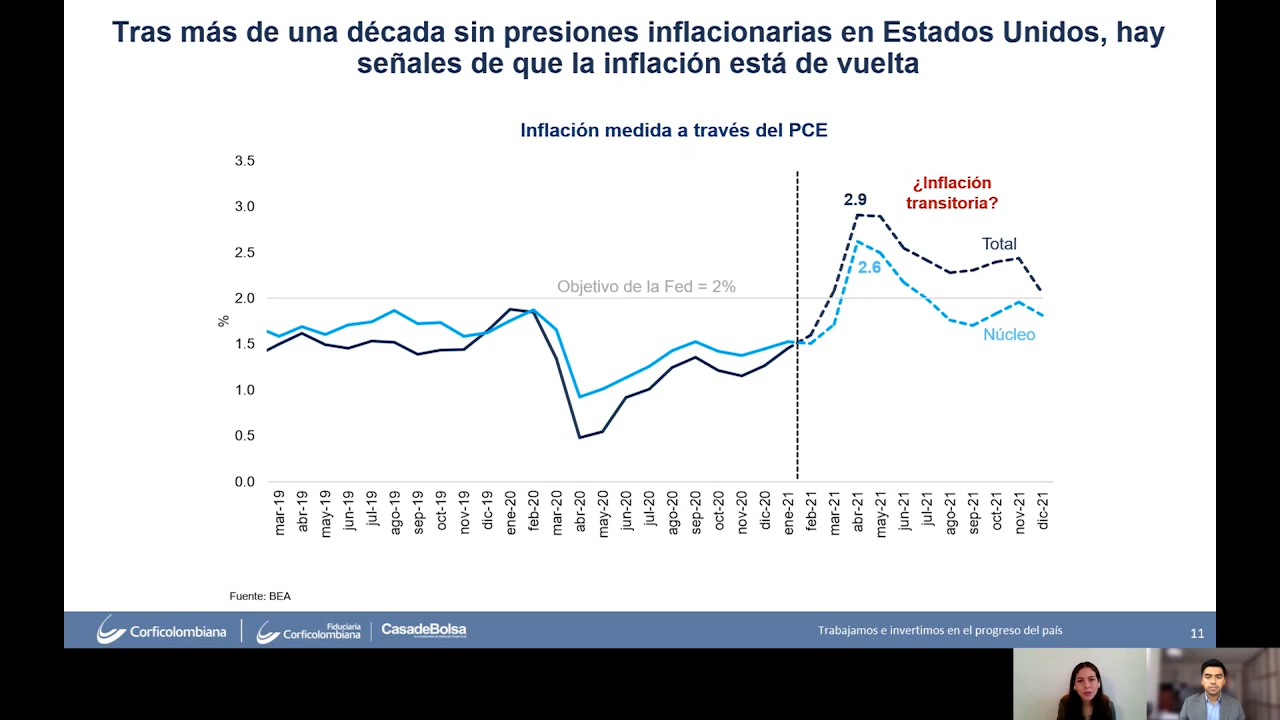 Tras más de una década sin presiones inflacionarias en Estados Unidos, hay
señales de que la inflación está de vuelta
Inflación medida a través del PCE
3.5
3.0
2.5
2.0
1.5
1.0
0.5
0.0
%
Objetivo de la Fed = 2%
2.9
2.6
¿Inflación
transitoria?
Total
Núcleo
mar-19
abr-19
may-19
jun-19
jul-19
ago-19
sep-19
oct-19
nov-19
dic-19
ene-20
feb-20
mar-20
abr-20
may-20
jun-20
jul-20
ago-20
sep-20
oct-20
nov-20
dic-20
ene-21
feb-21
mar-21
abr-21
may-21
jun-21
jul-21
ago-21
sep-21
oct-21
nov-21
dic-21
Fuente: BEA
Corficolombiana
Fiduciaria
Corficolombiana
CasadeBolsa
Trabajamos e invertimos en el progreso del país
11